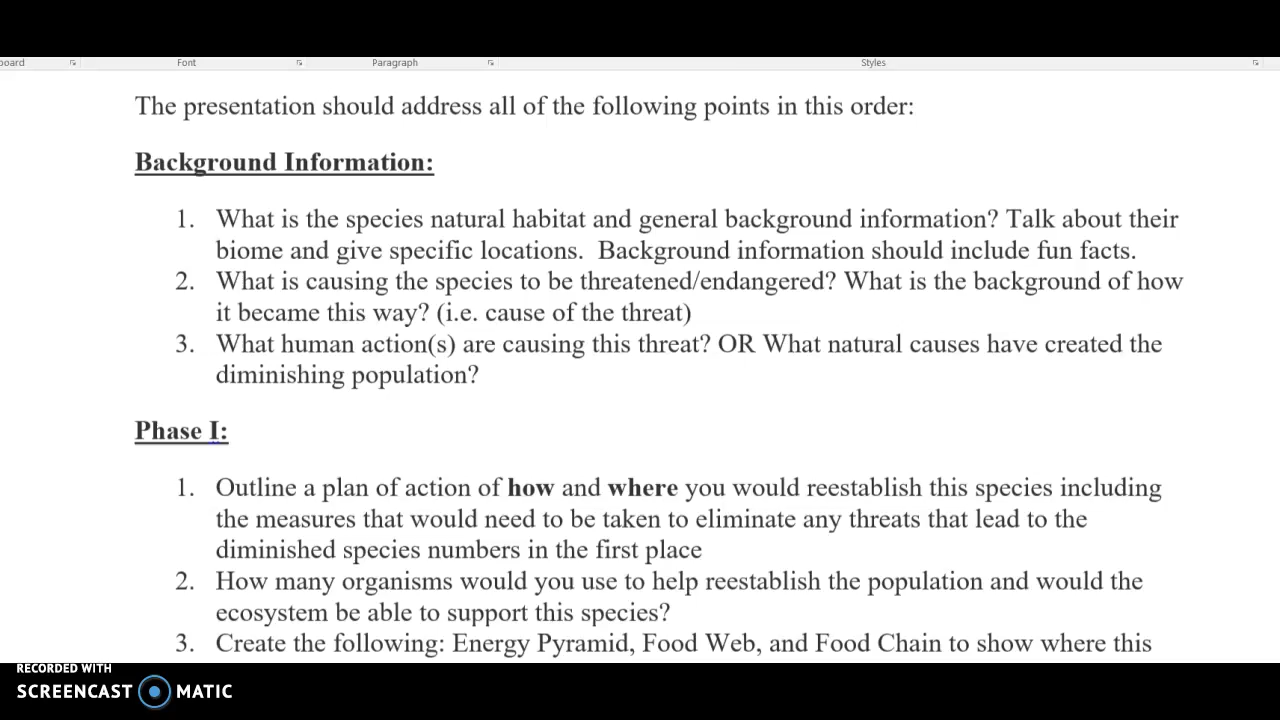 board Font Paragraph Styles
The presentation should address all of the following points in this order:
Background Information:
1. What is the species natural habitat and general background information? Talk about their
biome and give specific locations.  Background information should include fun facts.
2. What is causing the species to be threatened/endangered? What is the background of how
it became this way? (i.e. cause of the threat)
3. What human action(s) are causing this threat? OR What natural causes have created the
diminishing population?
Phase I:
1. Outline a plan of action of how and where you would reestablish this species including
the measures that would need to be taken to eliminate any threats that lead to the
diminished species numbers in the first place
2. How many organisms would you use to help reestablish the population and would the
ecosystem be able to support this species?
3. Create the following: Energy Pyramid, Food Web, and Food Chain to show where this
RECORDED WITH
SCREENCAST MATIC